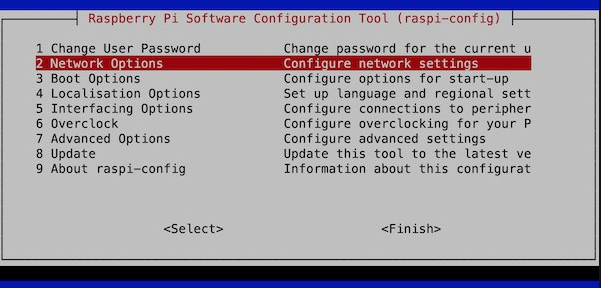 Raspberry Pi Software Configuration Tool (raspi-config)
1 Change User Password Change password for the current u
2 Network Options Configure network settings
3 Boot Options Configure options for start-up
4 Localisation Options Set up language and regional sett
5 Interfacing Options Configure connections to peripher
6 Overclock Configure overclocking for your P
7 Advanced Options Configure advanced settings
8 Update Update this tool to the latest ve
9 About raspi-config Information about this configurat
<Select> <Finish>